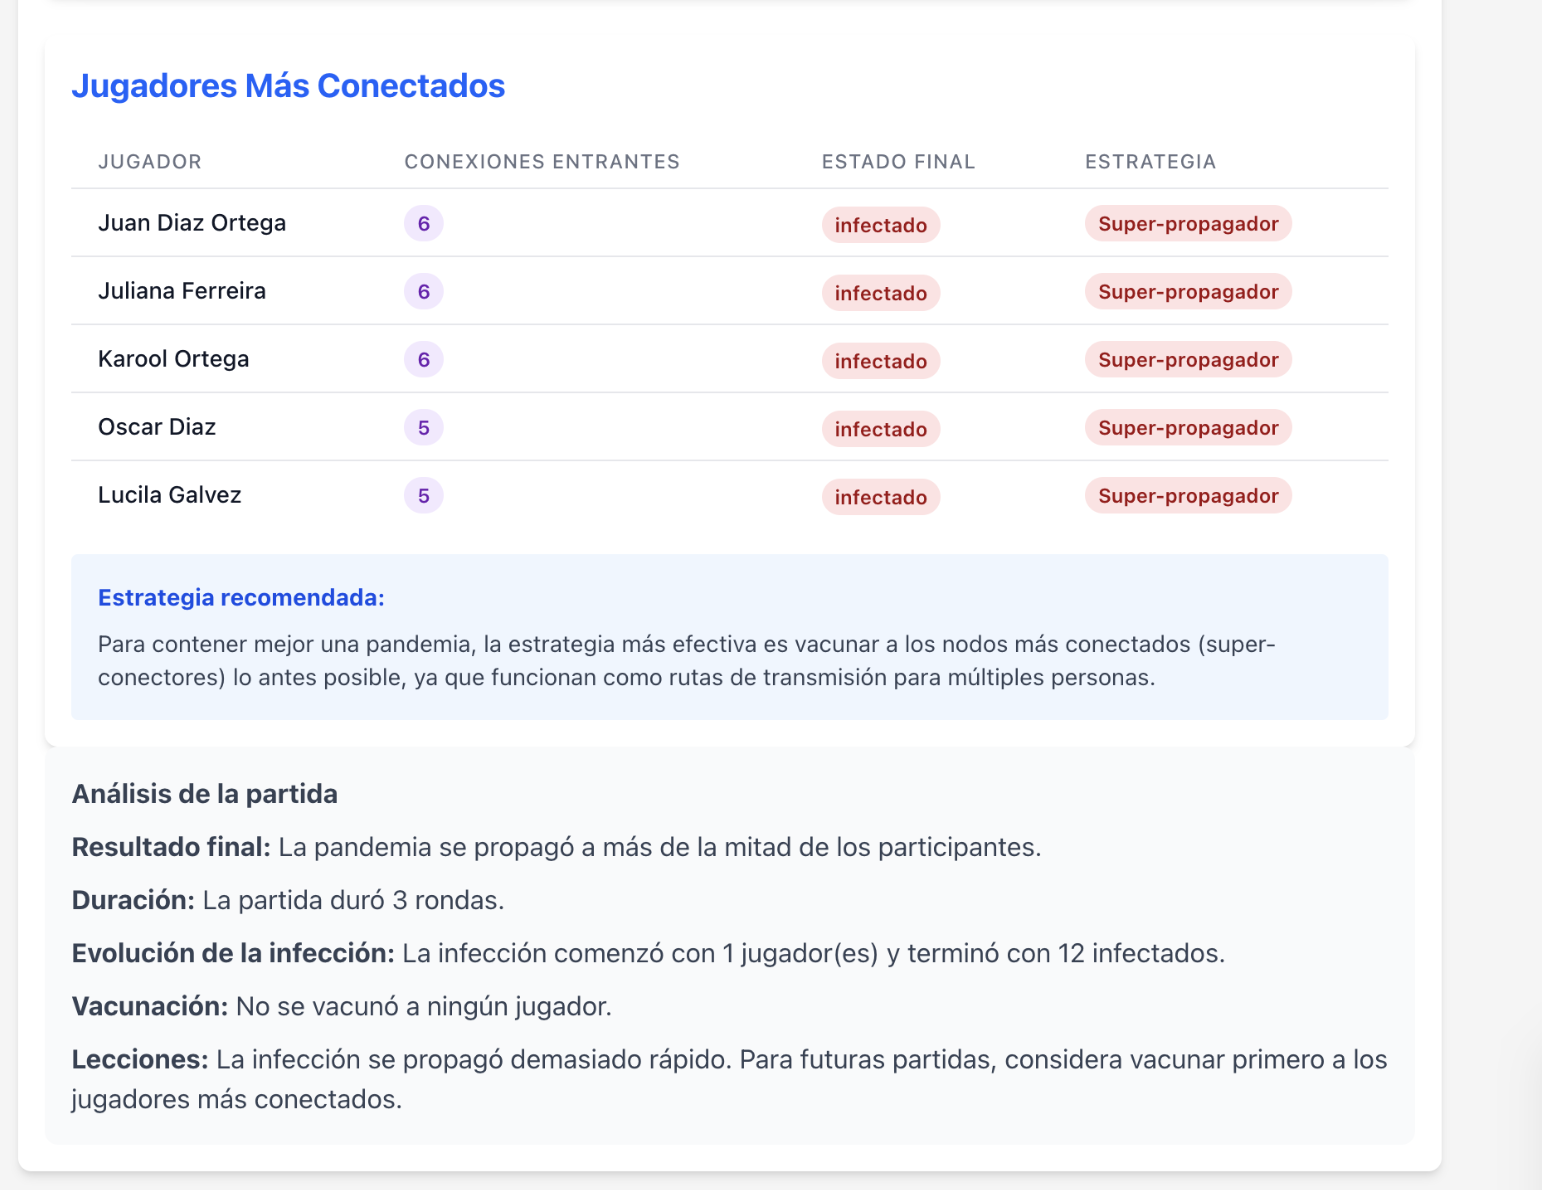 Jugadores Más Conectados
JUGADOR CONEXIONES ENTRANTES ESTADO FINAL ESTRATEGIA
Juan Diaz Ortega 6 infectado Super-propagador
Juliana Ferreira 6 infectado Super-propagador
Karool Ortega 6 infectado Super-propagador
Oscar Diaz 5 infectado Super-propagador
Lucila Galvez 5 infectado Super-propagador
Estrategia recomendada:
Para contener mejor una pandemia, la estrategia más efectiva es vacunar a los nodos más conectados (super-
conectores) lo antes posible, ya que funcionan como rutas de transmisión para múltiples personas.
Análisis de la partida
Resultado final: La pandemia se propagó a más de la mitad de los participantes.
Duración: La partida duró 3 rondas.
Evolución de la infección: La infección comenzó con 1 jugador(es) y terminó con 12 infectados.
Vacunación: No se vacunó a ningún jugador.
Lecciones: La infección se propagó demasiado rápido. Para futuras partidas, considera vacunar primero a los
jugadores más conectados.